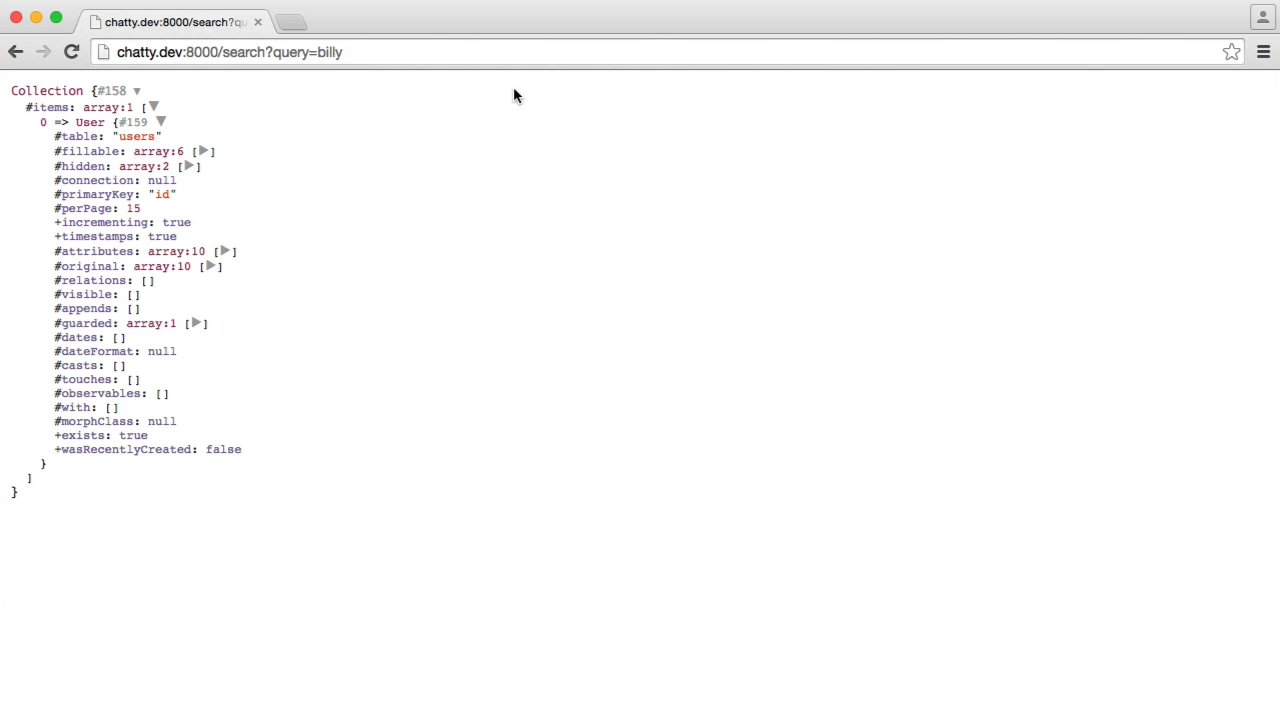 chatty.dev:8000/search?qu
chatty.dev:8000/search?query=billy
Collection {#158 ▼
#items: array:1 [▼
0 => User {#159 ▼
#table: "users"
#fillable: array:6 [▶]
#hidden: array:2 [▶]
#connection: null
#primaryKey: "id"
#perPage: 15
+incrementing: true
+timestamps: true
#attributes: array:10 [▶]
#original: array:10 [▶]
#relations: []
#visible: []
#appends: []
#guarded: array:1 [▶]
#dates: []
#dateFormat: null
#casts: []
#touches: []
#observables: []
#with: []
#morphClass: null
+exists: true
+wasRecentlyCreated: false
}
]
}